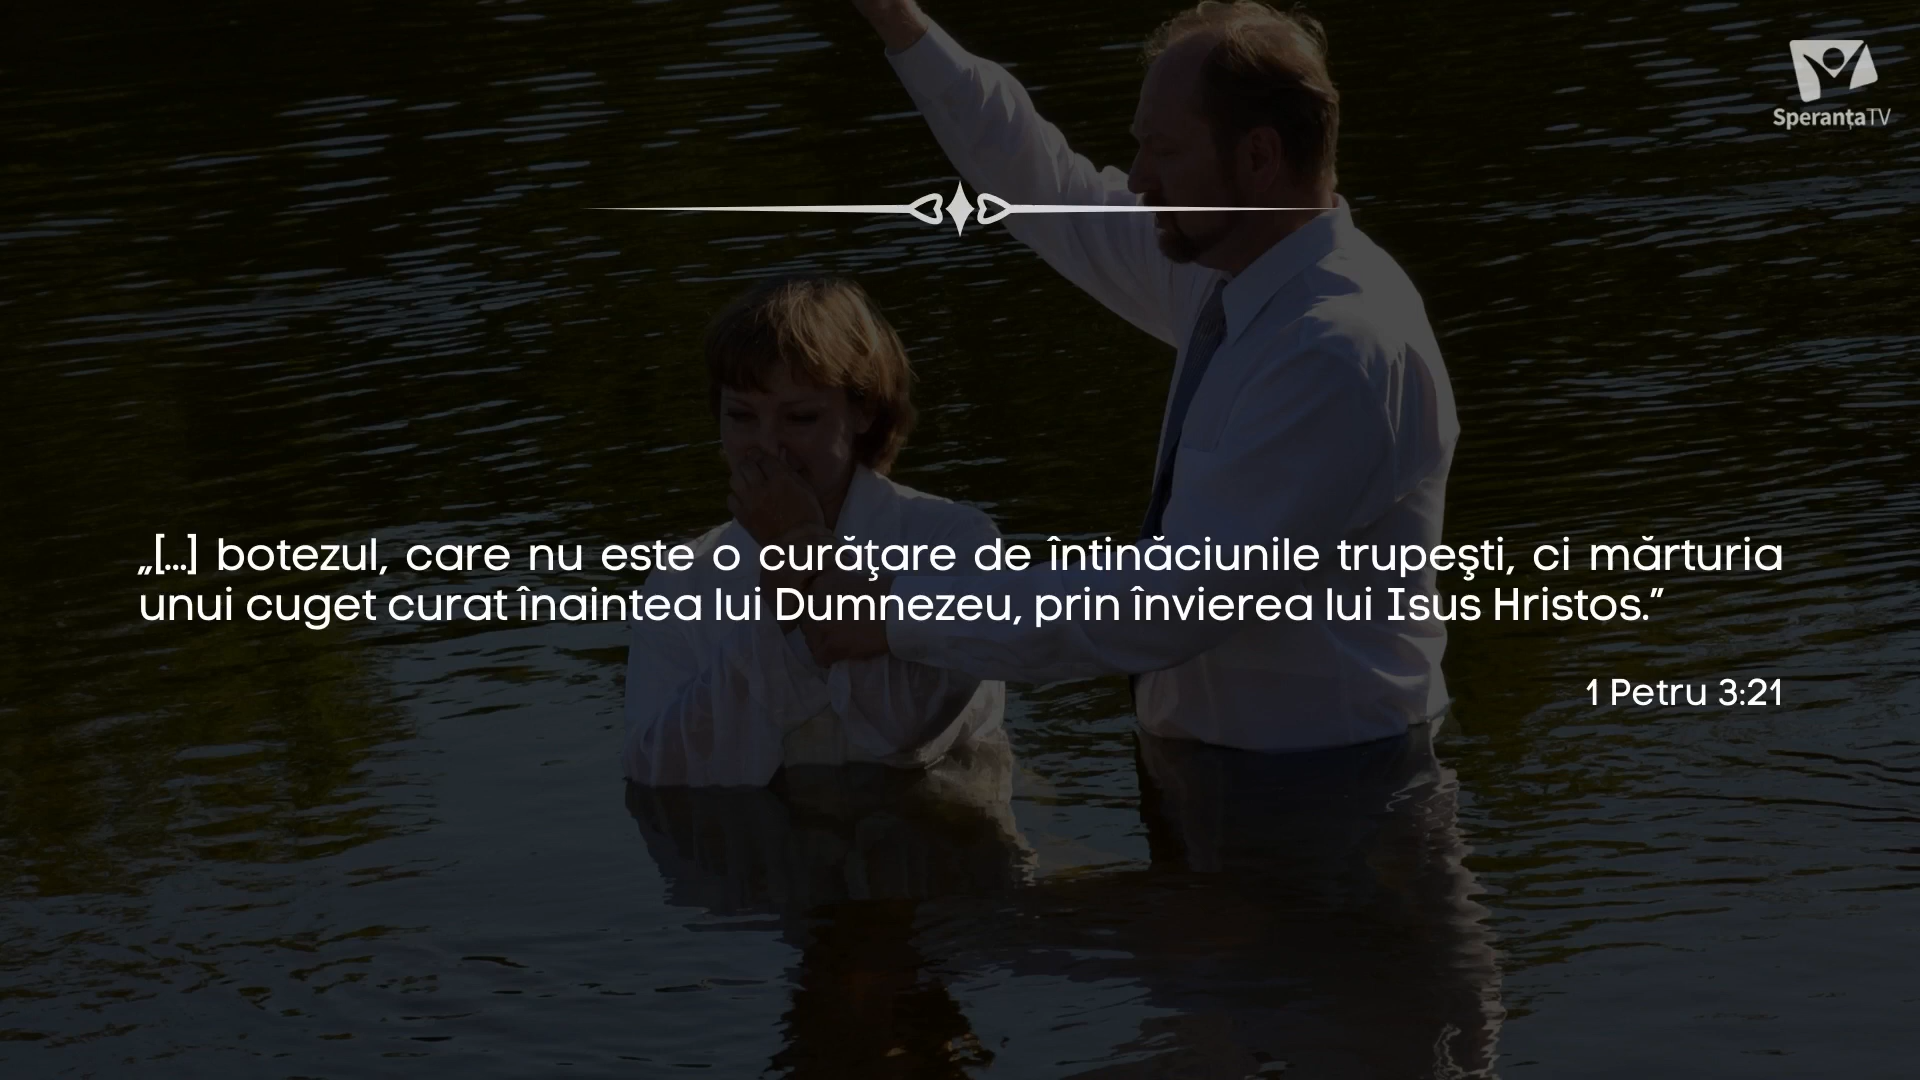 SperanțaTV
„[...] botezul, care nu este o curăţare de întinăciunile trupeşti, ci mărturia
unui cuget curat înaintea lui Dumnezeu, prin învierea lui Isus Hristos.”
1 Petru 3:21